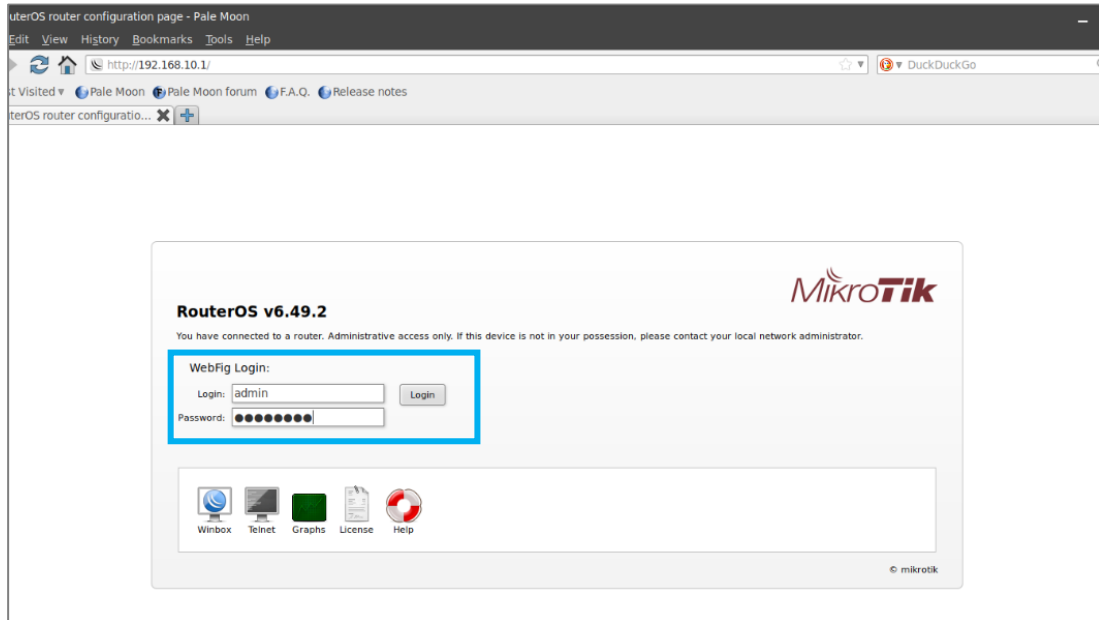 uterOS router configuration page - Pale Moon
Edit View History Bookmarks Tools Help
http://192.168.10.1/ DuckDuckGo
st Visited Pale Moon Pale Moon forum F.A.Q. Release notes
terOS router configuratio...
MikroTik
RouterOS v6.49.2
You have connected to a router. Administrative access only. If this device is not in your possession, please contact your local network administrator.
WebFig Login:
Login: admin Login
Password: ●●●●●●●●
Winbox Telnet Graphs License Help
© mikrotik